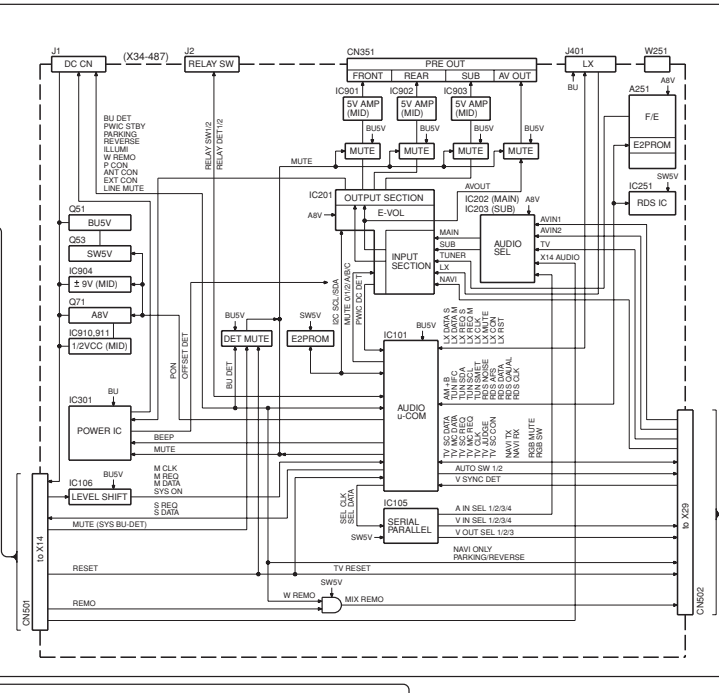 J1
(X34-487)
J2
CN351
J401
W251
DC CN
RELAY SW
PRE OUT
LX
FRONT
REAR
SUB
AV OUT
BU
A251
A8V
IC901
IC902
IC903
5V AMP
(MID)
5V AMP
(MID)
5V AMP
(MID)
F/E
E2PROM
BU DET
PWIC STBY
PARKING
REVERSE
ILLUMI
W REMO
P CON
ANT CON
EXT CON
LINE MUTE
RELAY SW1/2
RELAY DET1/2
BU5V
BU5V
BU5V
BU5V
MUTE
MUTE
MUTE
MUTE
MUTE
SW5V
IC251
RDS IC
AVOUT
IC201
OUTPUT SECTION
E-VOL
A8V
INPUT
SECTION
IC202 (MAIN)
IC203 (SUB)
A8V
AUDIO
SEL
MAIN
SUB
TUNER
LX
NAVI
AVIN1
AVIN2
TV
X14 AUDIO
Q51
BU5V
Q53
SW5V
IC904
± 9V (MID)
Q71
A8V
IC910,911
1/2VCC (MID)
PON
OFFSET DET
I2C SCL/SDA
MUTE 0/1/2/A/B/C
PWIC DC DET
BU5V
DET MUTE
SW5V
E2PROM
BU DET
IC101
BU5V
AUDIO
u-COM
LX DATA S
LX DATA M
LX REQ S
LX REQ M
LX CLK
LX MUTE
LX CON
LX RST
AM+B
TUN IFC
TUN SDA
TUN SCL
TUN SMET
RDS NOISE
RDS AFS
RDS DATA
RDS QAUAL
RDS CLK
TV SC DATA
TV MC DATA
TV SC REQ
TV MC REQ
TV CLK
TV JUDGE
TV SC CON
NAVI TX
NAVI RX
RGB MUTE
RGB SW
IC301
BU
POWER IC
BEEP
MUTE
IC106
BU5V
LEVEL SHIFT
M CLK
M REQ
M DATA
SYS ON
S REQ
S DATA
MUTE (SYS BU-DET)
AUTO SW 1/2
V SYNC DET
SEL CLK
SEL DATA
IC105
SERIAL
PARALLEL
SW5V
A IN SEL 1/2/3/4
V IN SEL 1/2/3/4
V OUT SEL 1/2/3
NAVI ONLY
PARKING/REVERSE
RESET
TV RESET
SW5V
W REMO
MIX REMO
REMO
to X14
CN501
to X29
CN502